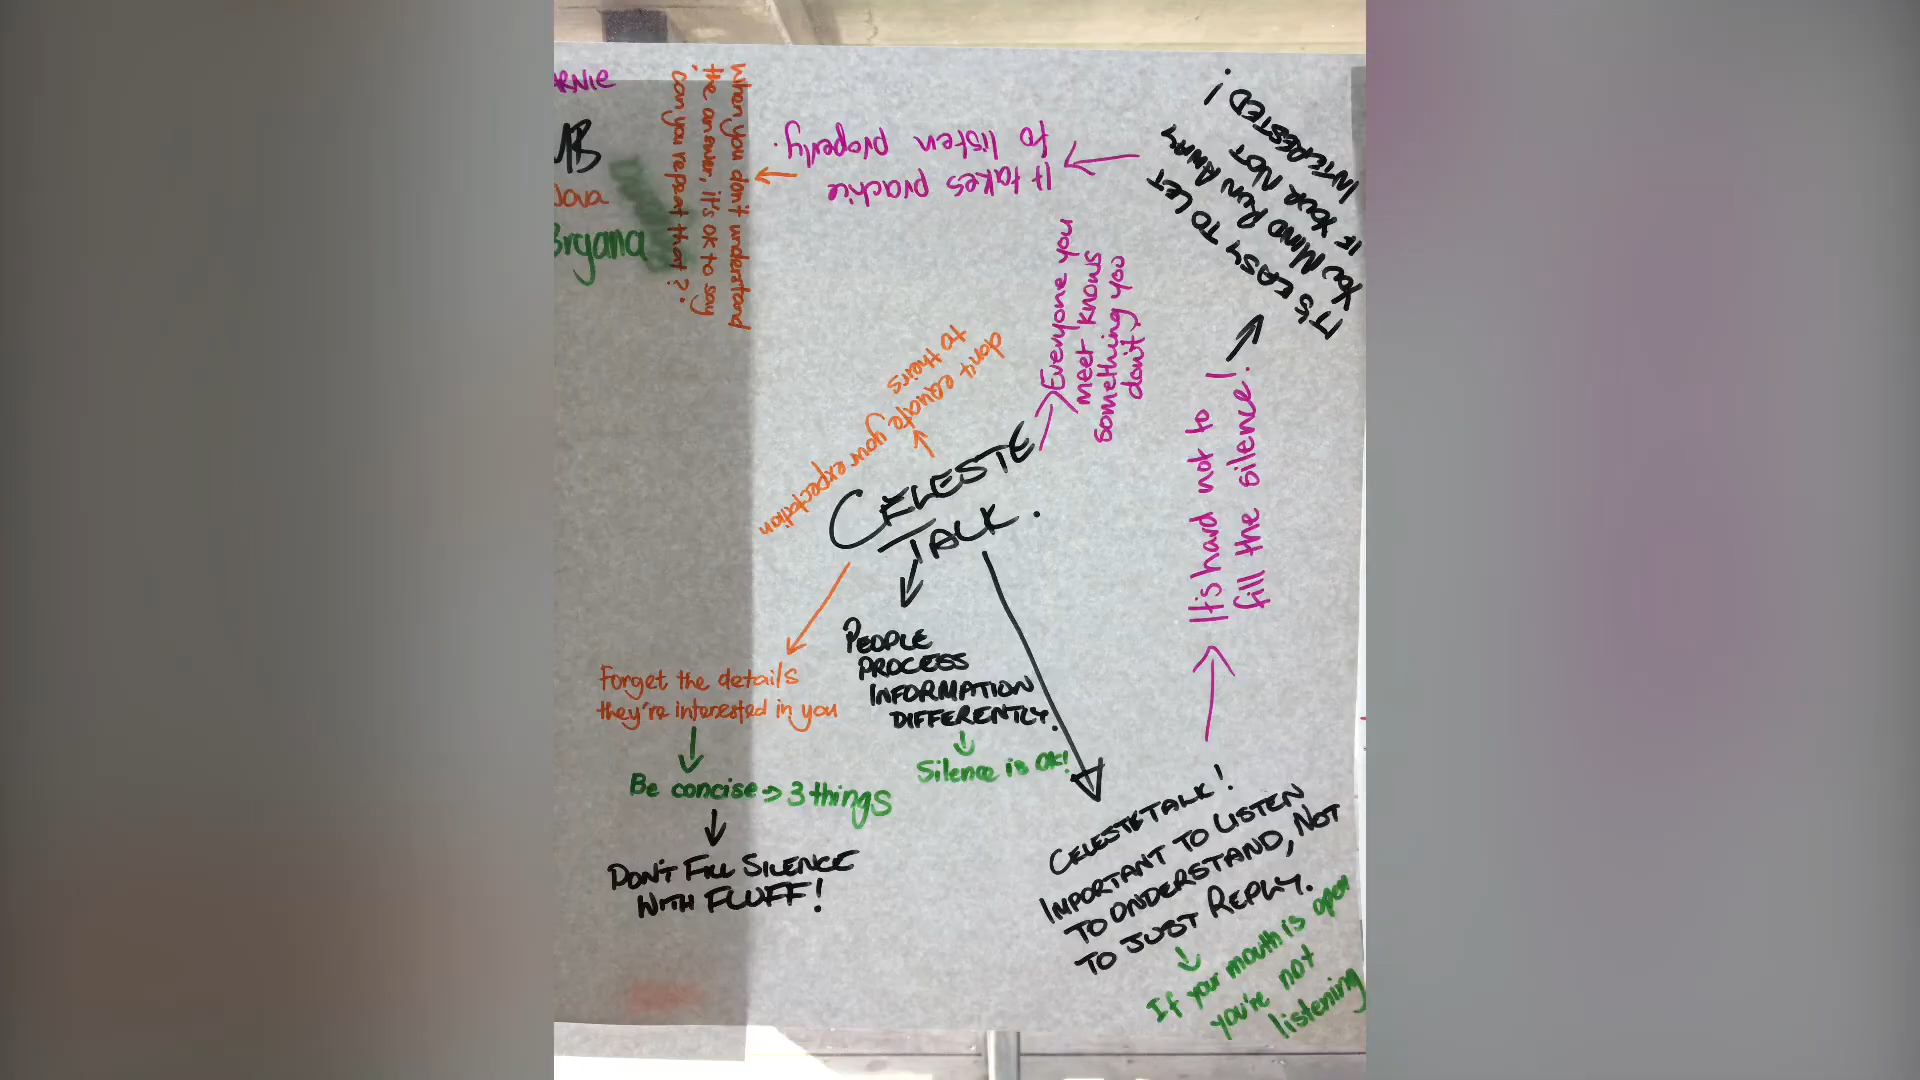 ARNIE
Jova
Bryana
When you don't understand
the answer, it's ok to say
can you repeat that?
It takes practice
to listen properly.
IT'S EASY TO LET
YOU MIND RUN AWAY
IF YOUR NOT
INTERESTED!
Everyone you
meet knows
something you
don't
don't equate your expectation
to theirs
CELESTE
TALK.
It's hard not to
fill the silence!
PEOPLE
PROCESS
INFORMATION
DIFFERENTLY.
Silence is ok!
Forget the details
they're interested in you
Be concise → 3 things
DON'T FILL SILENCE
WITH FLUFF!
CELESTETALK!
IMPORTANT TO LISTEN
TO UNDERSTAND, NOT
TO JUST REPLY.
If your mouth is open
you're not
listening